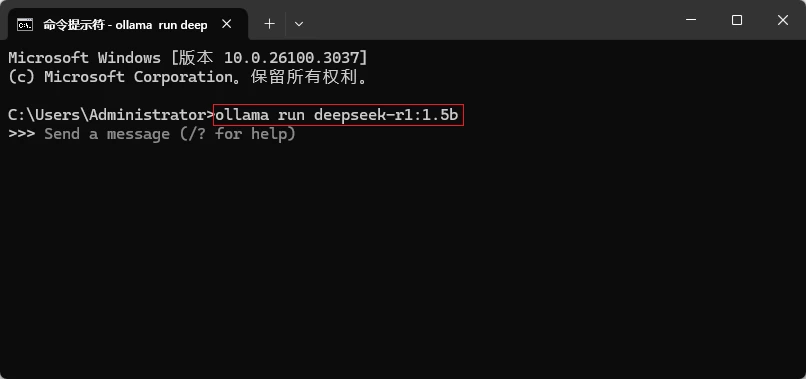 命令提示符 - ollama run deep
Microsoft Windows [版本 10.0.26100.3037]
(c) Microsoft Corporation。保留所有权利。
C:\Users\Administrator>ollama run deepseek-r1:1.5b
>>> Send a message (/? for help)